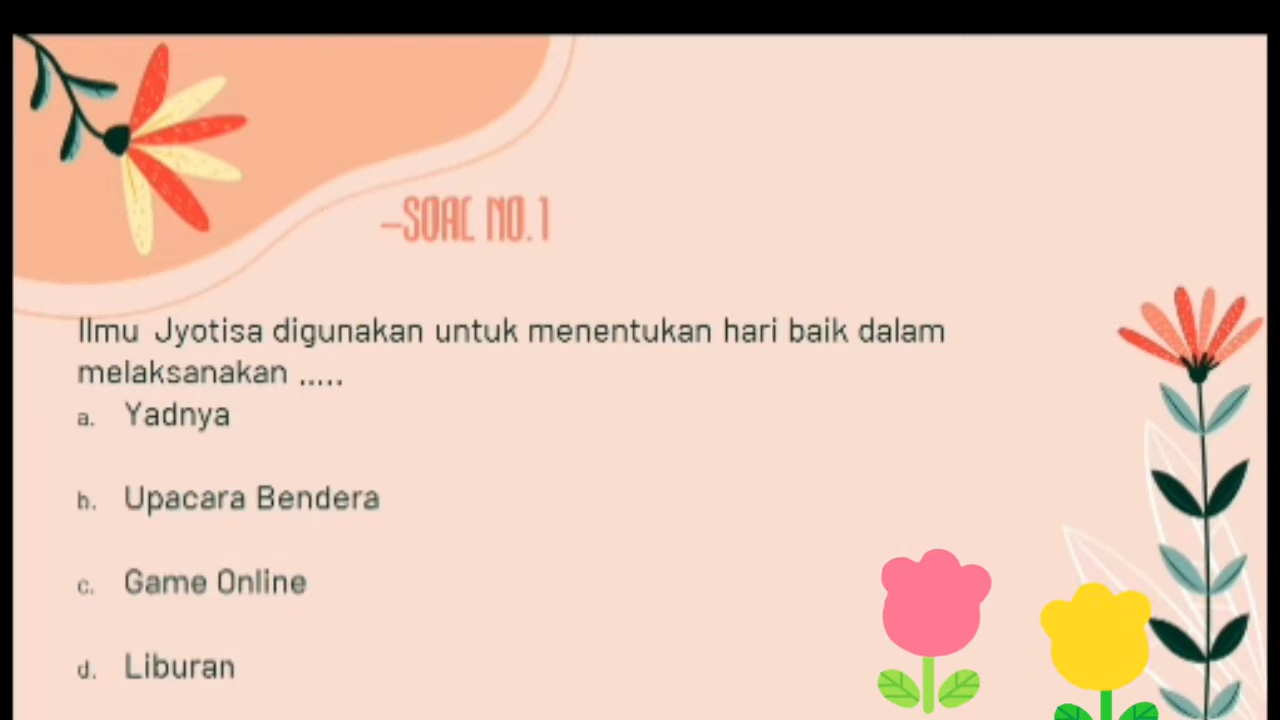 -SOAL NO.1
Ilmu Jyotisa digunakan untuk menentukan hari baik dalam
melaksanakan .....
a. Yadnya
b. Upacara Bendera
c. Game Online
d. Liburan